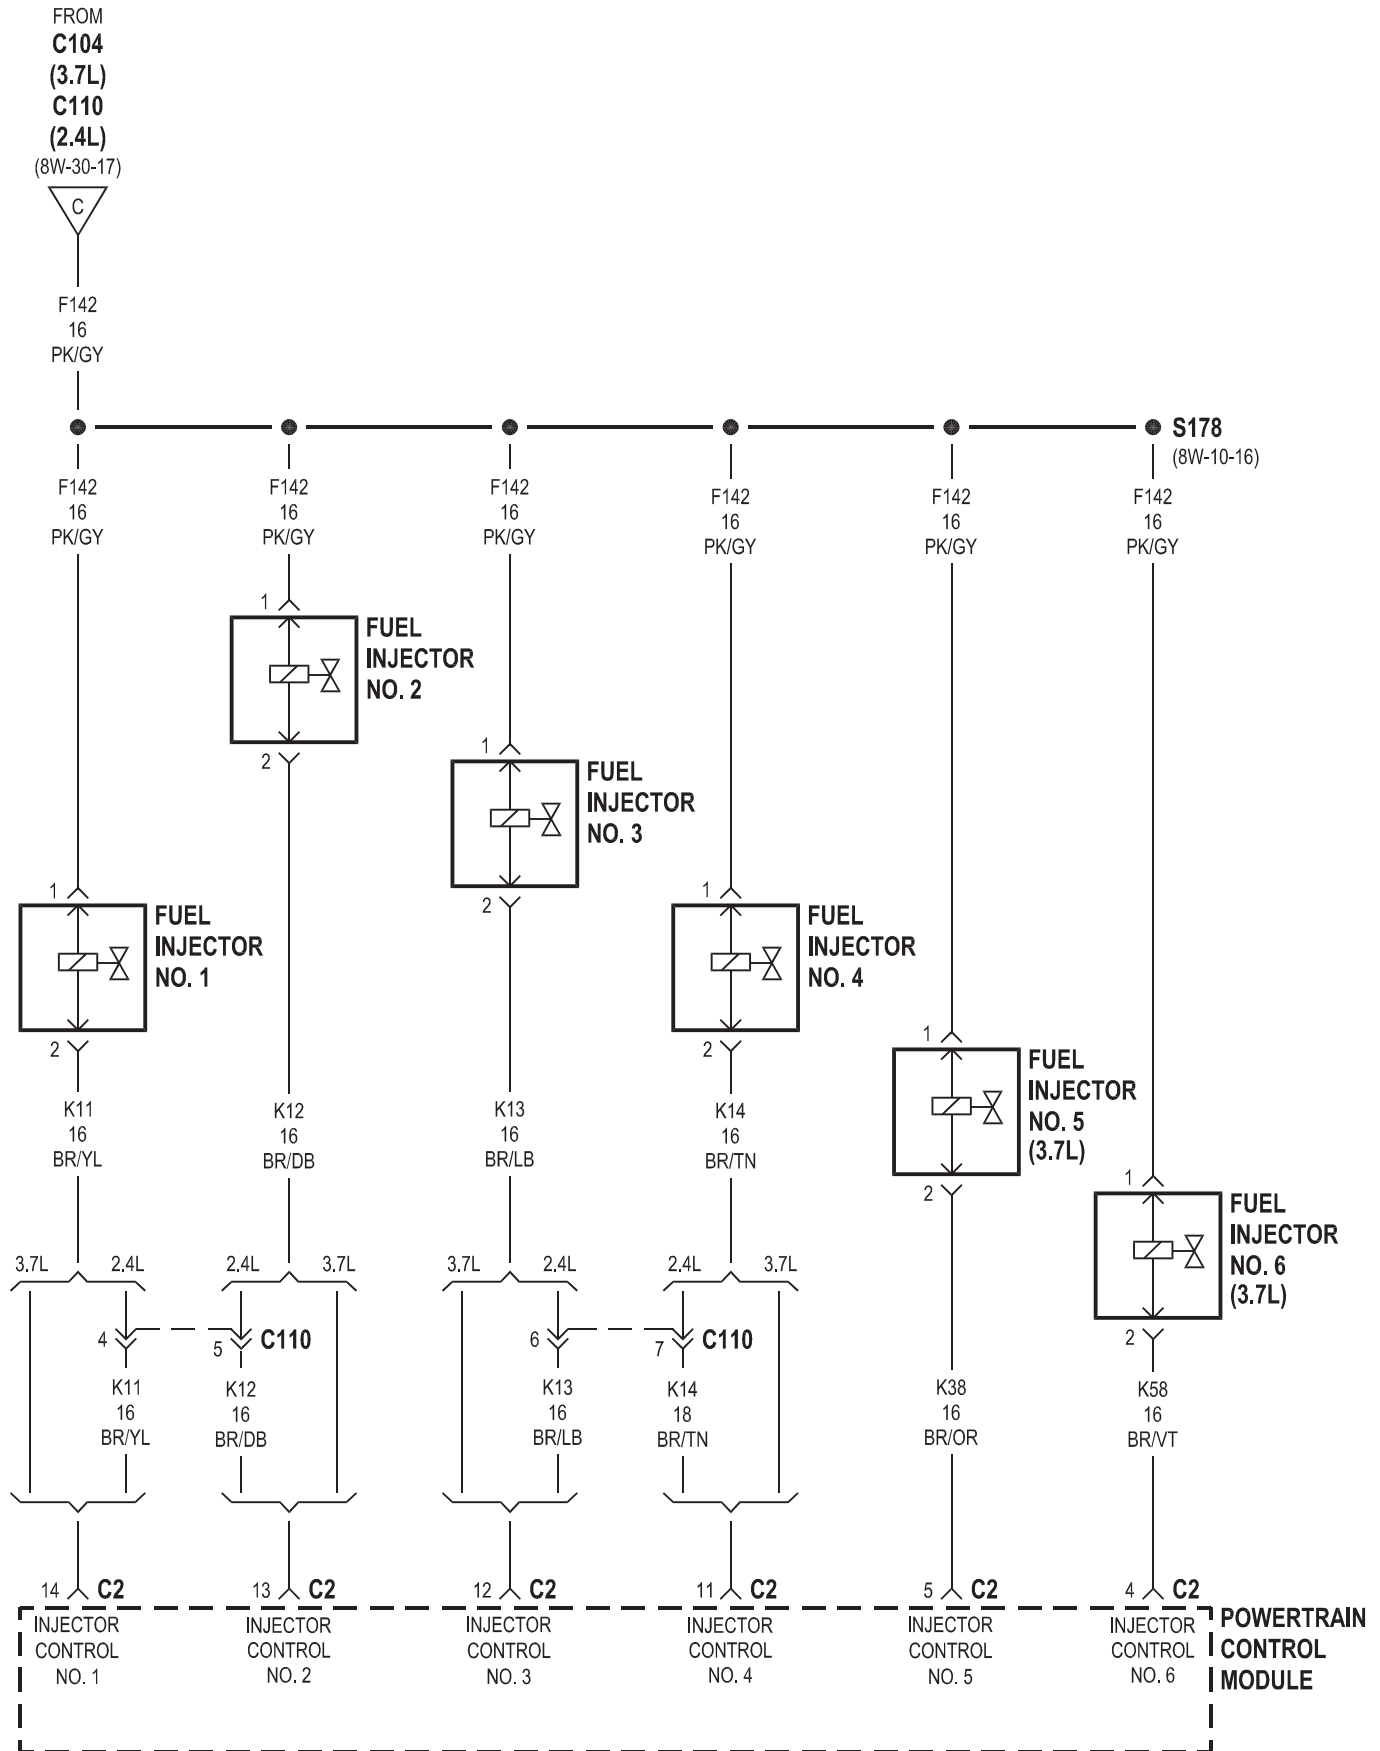 FROM
C104
(3.7L)
C110
(2.4L)
(8W-30-17)
C
F142
16
PK/GY
S178
(8W-10-16)
F142
16
PK/GY
F142
16
PK/GY
F142
16
PK/GY
F142
16
PK/GY
F142
16
PK/GY
F142
16
PK/GY
1
FUEL
INJECTOR
NO. 2
2
1
FUEL
INJECTOR
NO. 3
2
1
FUEL
INJECTOR
NO. 1
2
1
FUEL
INJECTOR
NO. 4
2
1
FUEL
INJECTOR
NO. 5
(3.7L)
2
1
FUEL
INJECTOR
NO. 6
(3.7L)
2
K11
16
BR/YL
K12
16
BR/DB
K13
16
BR/LB
K14
16
BR/TN
3.7L
2.4L
2.4L
3.7L
3.7L
2.4L
2.4L
3.7L
4
5
C110
6
7
C110
K11
16
BR/YL
K12
16
BR/DB
K13
16
BR/LB
K14
18
BR/TN
K38
16
BR/OR
K58
16
BR/VT
14
C2
13
C2
12
C2
11
C2
5
C2
4
C2
INJECTOR
CONTROL
NO. 1
INJECTOR
CONTROL
NO. 2
INJECTOR
CONTROL
NO. 3
INJECTOR
CONTROL
NO. 4
INJECTOR
CONTROL
NO. 5
INJECTOR
CONTROL
NO. 6
POWERTRAIN
CONTROL
MODULE